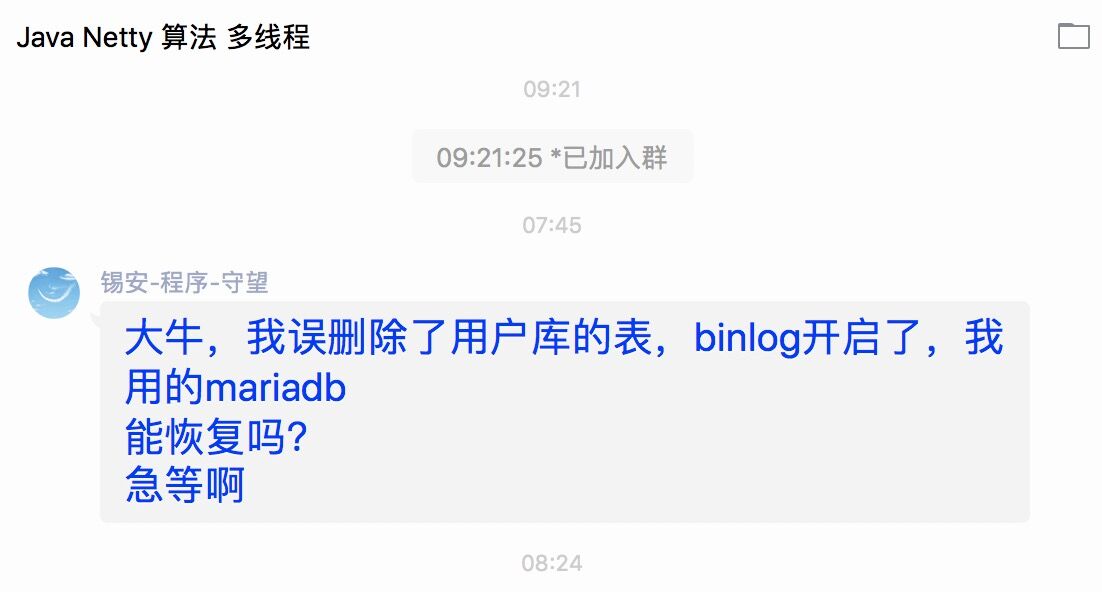 Java Netty 算法 多线程
09:21
09:21:25 *已加入群
07:45
锡安-程序-守望
大牛，我误删除了用户库的表，binlog开启了，我
用的mariadb
能恢复吗？
急等啊
08:24